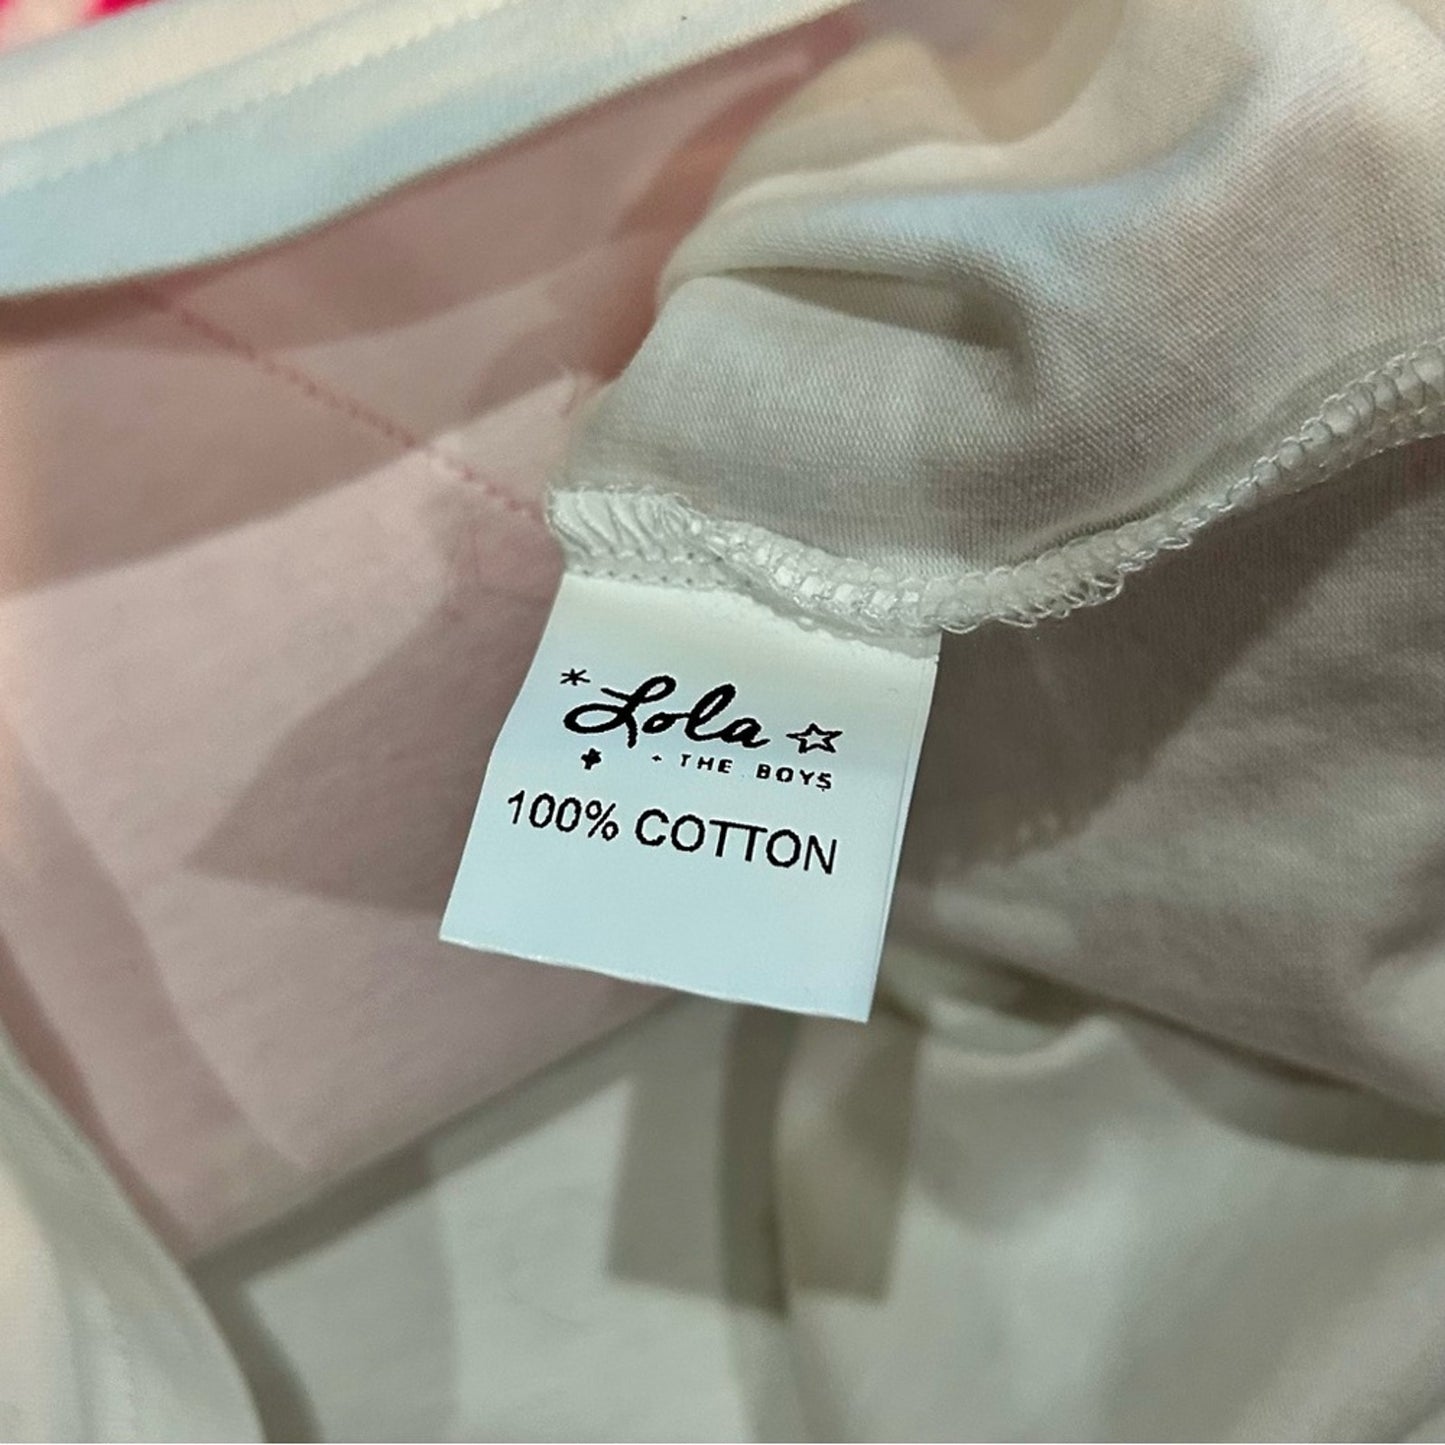 Lola
+ THE BOYS
100% COTTON